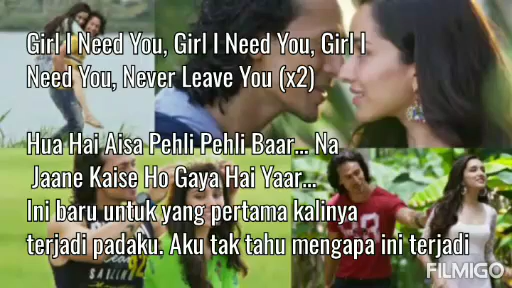 Girl I Need You, Girl I Need You, Girl I
Need You, Never Leave You (x2)
Hua Hai Aisa Pehli Pehli Baar... Na
Jaane Kaise Ho Gaya Hai Yaar...
Ini baru untuk yang pertama kalinya
terjadi padaku. Aku tak tahu mengapa ini terjadi
FILMIGO